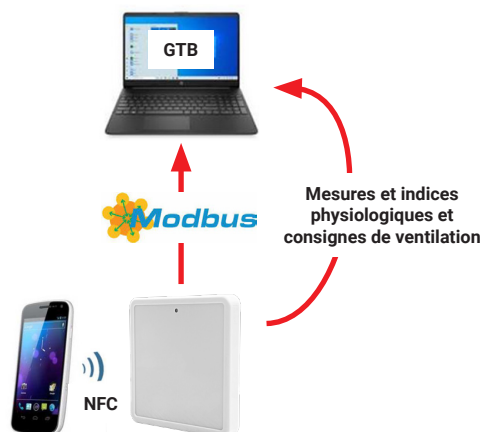 GTB
Modbus
Mesures et indices
physiologiques et
consignes de ventilation
NFC